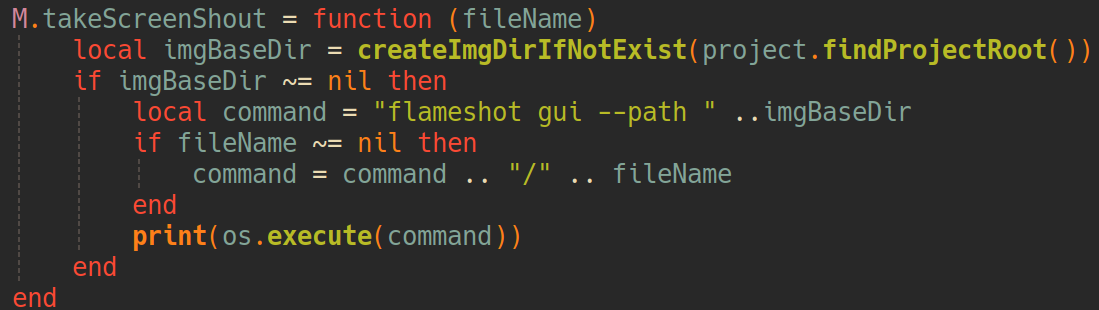 M.takeScreenShout = function (fileName)
    local imgBaseDir = createImgDirIfNotExist(project.findProjectRoot())
    if imgBaseDir ~= nil then
        local command = "flameshot gui --path " ..imgBaseDir
        if fileName ~= nil then
            command = command .. "/" .. fileName
        end
        print(os.execute(command))
    end
end